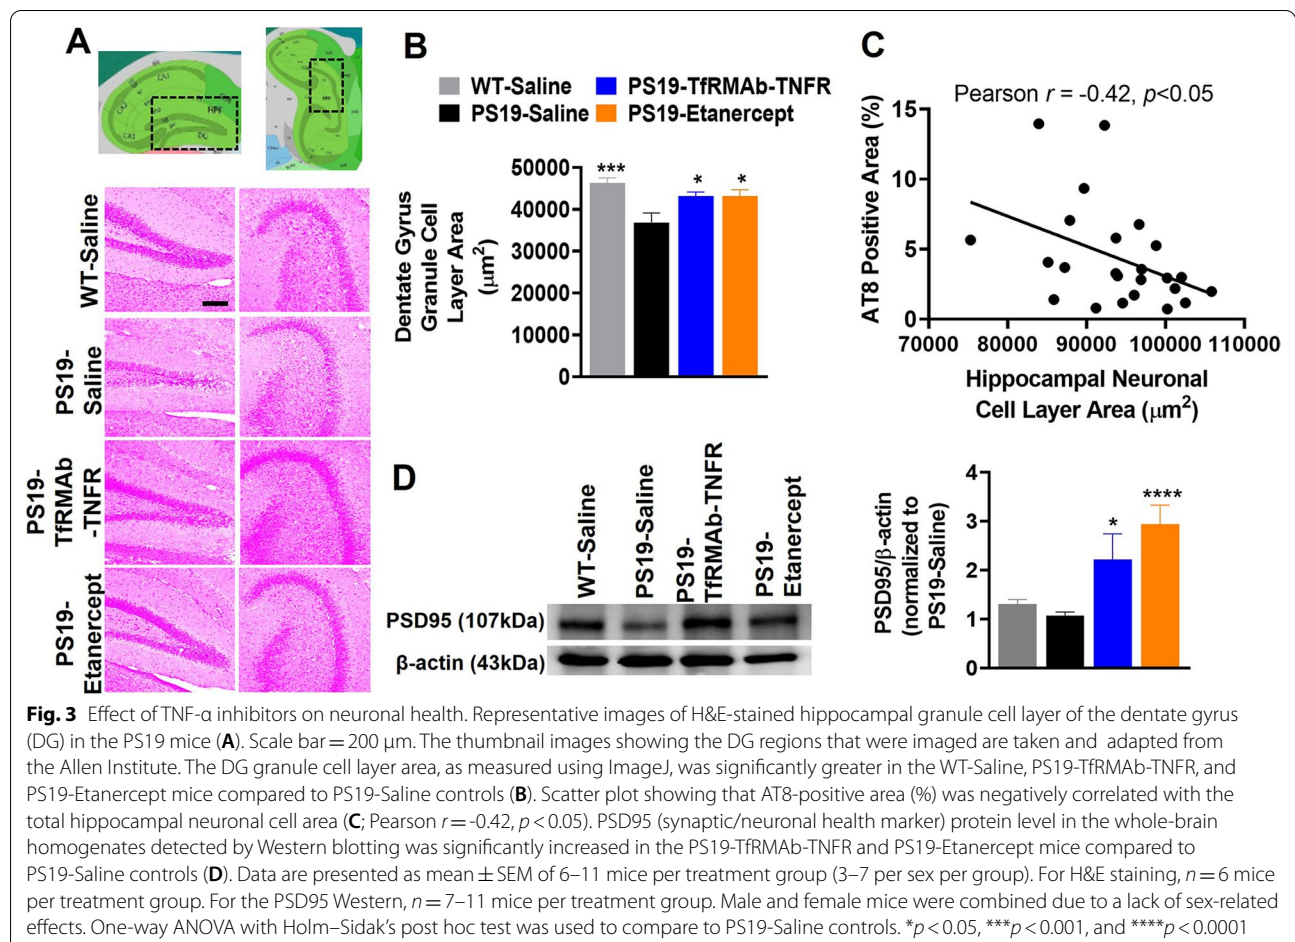 A
WT-Saline
PS19-
Saline
PS19-
TfRMAb
-TNFR
PS19-
Etanercept
B
WT-Saline
PS19-TfRMAb-TNFR
PS19-Saline
PS19-Etanercept
Dentate Gyrus
Granule Cell
Layer Area
(μm²)
50000
40000
30000
20000
10000
0
***
*
*
C
Pearson r = -0.42, p<0.05
AT8 Positive Area (%)
15
10
5
0
70000 80000 90000 100000 110000
Hippocampal Neuronal
Cell Layer Area (μm²)
D
WT-Saline
PS19-Saline
PS19-
TfRMAb-TNFR
PS19-
Etanercept
PSD95 (107kDa)
β-actin (43kDa)
PSD95/β-actin
(normalized to
PS19-Saline)
4
3
2
1
0
*
****
Fig. 3 Effect of TNF-α inhibitors on neuronal health. Representative images of H&E-stained hippocampal granule cell layer of the dentate gyrus
(DG) in the PS19 mice (A). Scale bar = 200 μm. The thumbnail images showing the DG regions that were imaged are taken and adapted from
the Allen Institute. The DG granule cell layer area, as measured using ImageJ, was significantly greater in the WT-Saline, PS19-TfRMAb-TNFR, and
PS19-Etanercept mice compared to PS19-Saline controls (B). Scatter plot showing that AT8-positive area (%) was negatively correlated with the
total hippocampal neuronal cell area (C; Pearson r = -0.42, p < 0.05). PSD95 (synaptic/neuronal health marker) protein level in the whole-brain
homogenates detected by Western blotting was significantly increased in the PS19-TfRMAb-TNFR and PS19-Etanercept mice compared to
PS19-Saline controls (D). Data are presented as mean ± SEM of 6–11 mice per treatment group (3–7 per sex per group). For H&E staining, n = 6 mice
per treatment group. For the PSD95 Western, n = 7–11 mice per treatment group. Male and female mice were combined due to a lack of sex-related
effects. One-way ANOVA with Holm–Sidak's post hoc test was used to compare to PS19-Saline controls. *p < 0.05, ***p < 0.001, and ****p < 0.0001